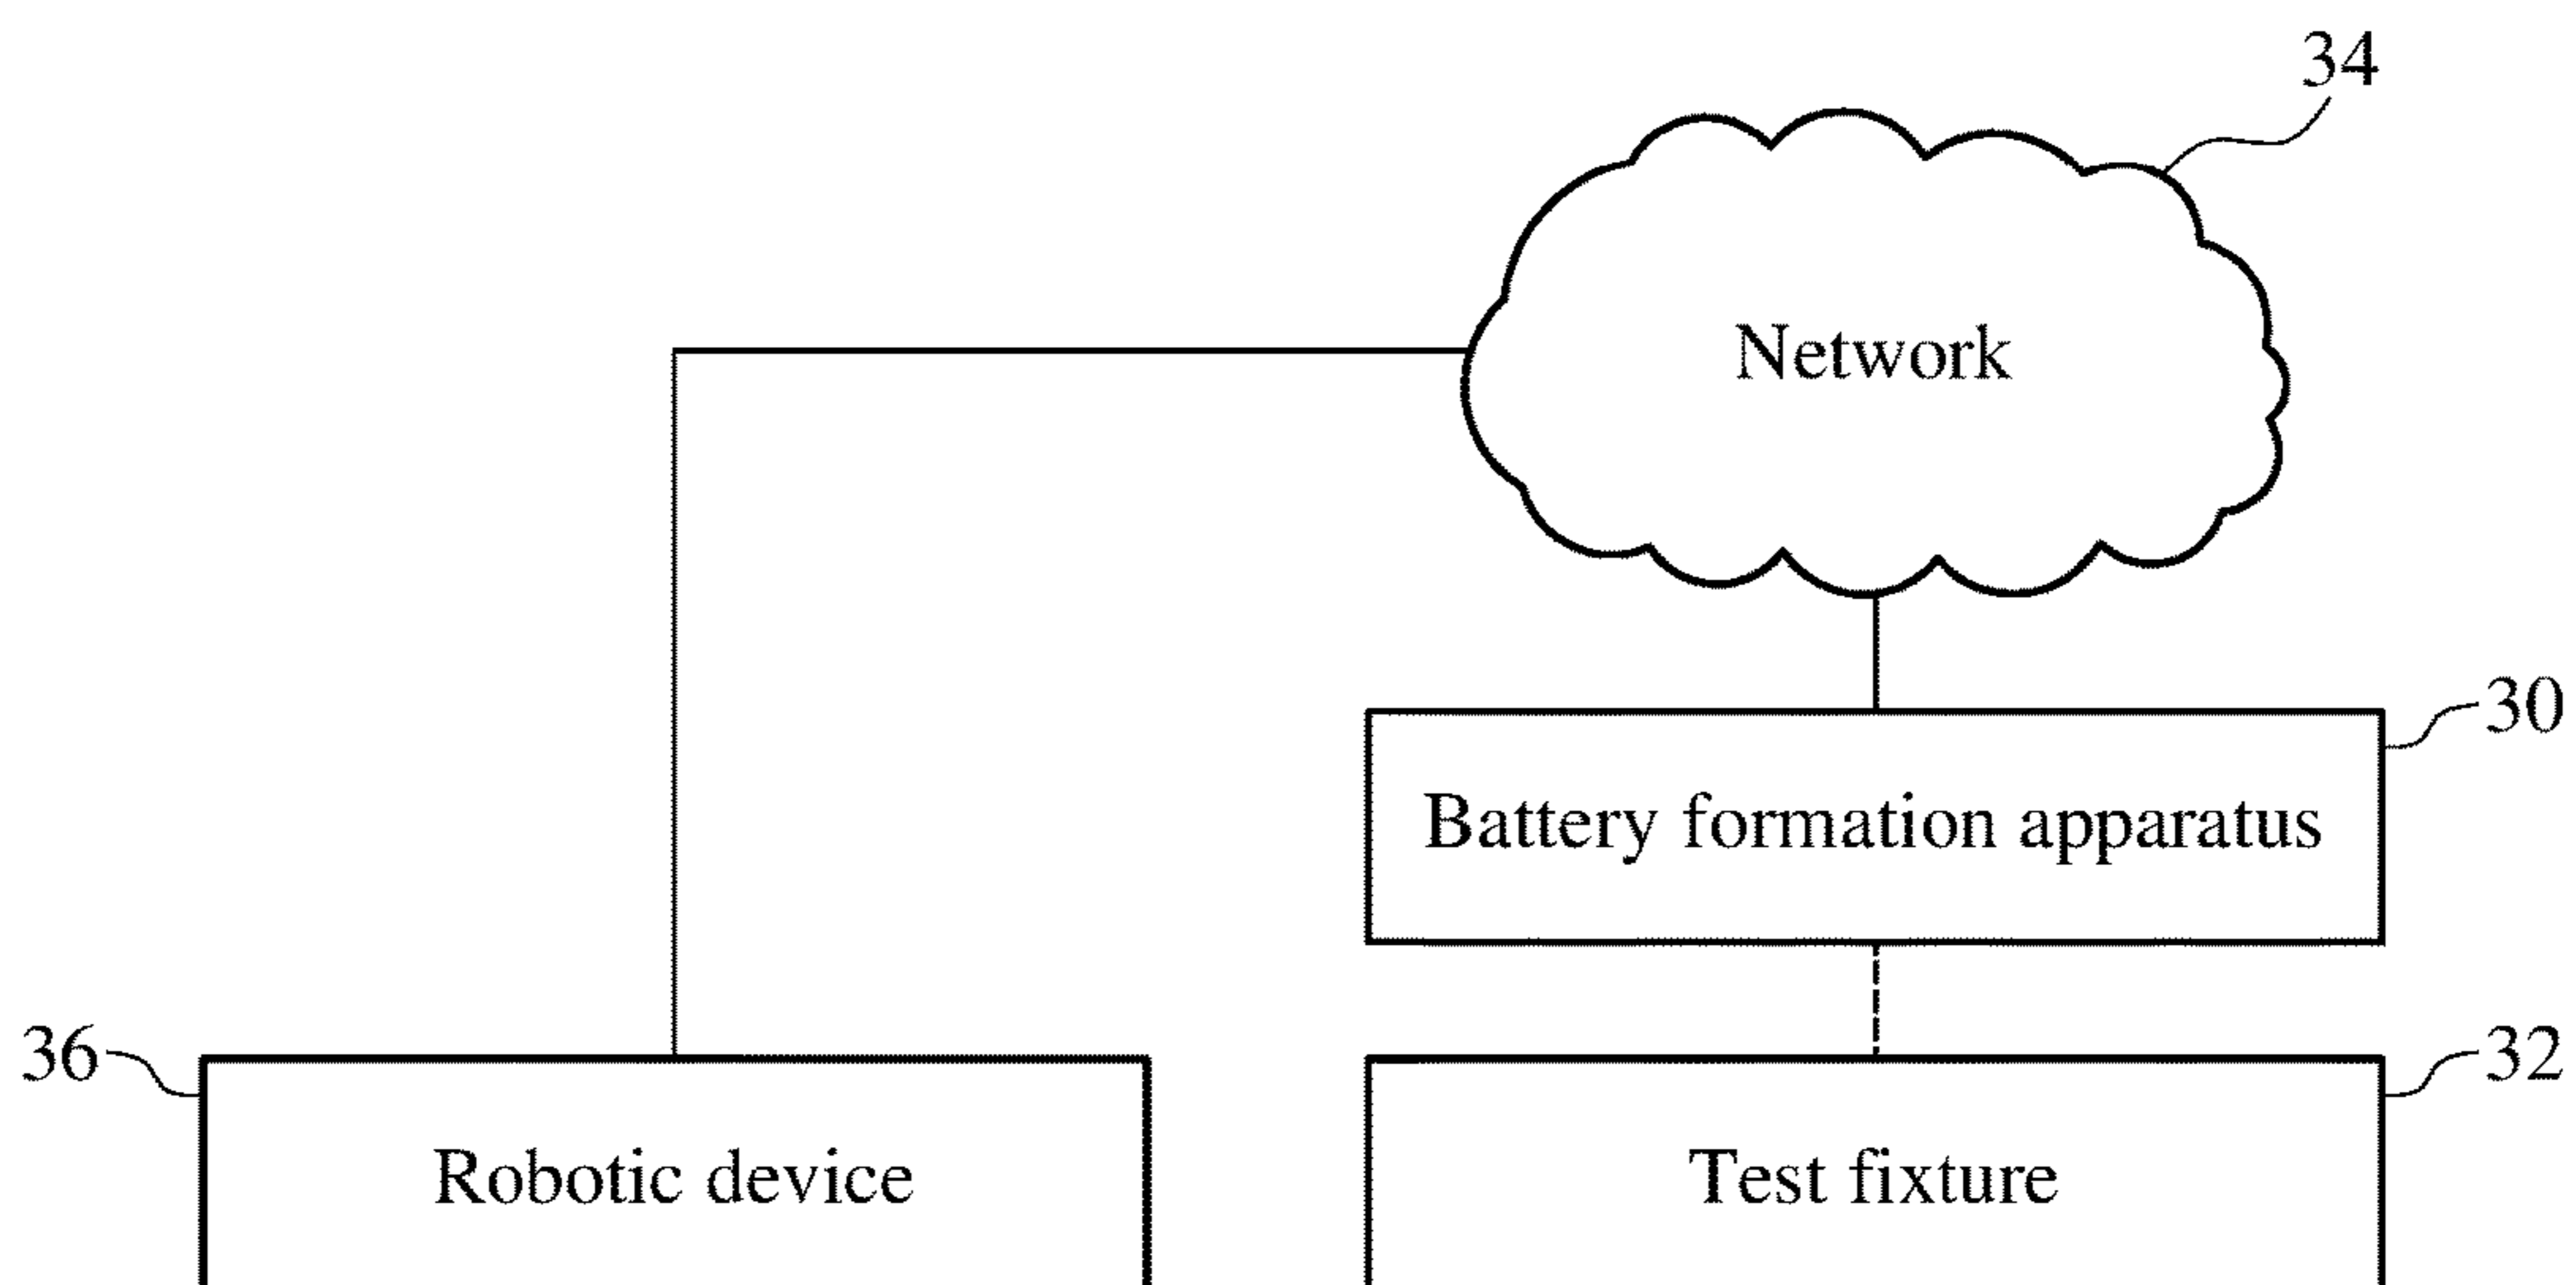 34
Network
30
Battery formation apparatus
36
32
Robotic device
Test fixture